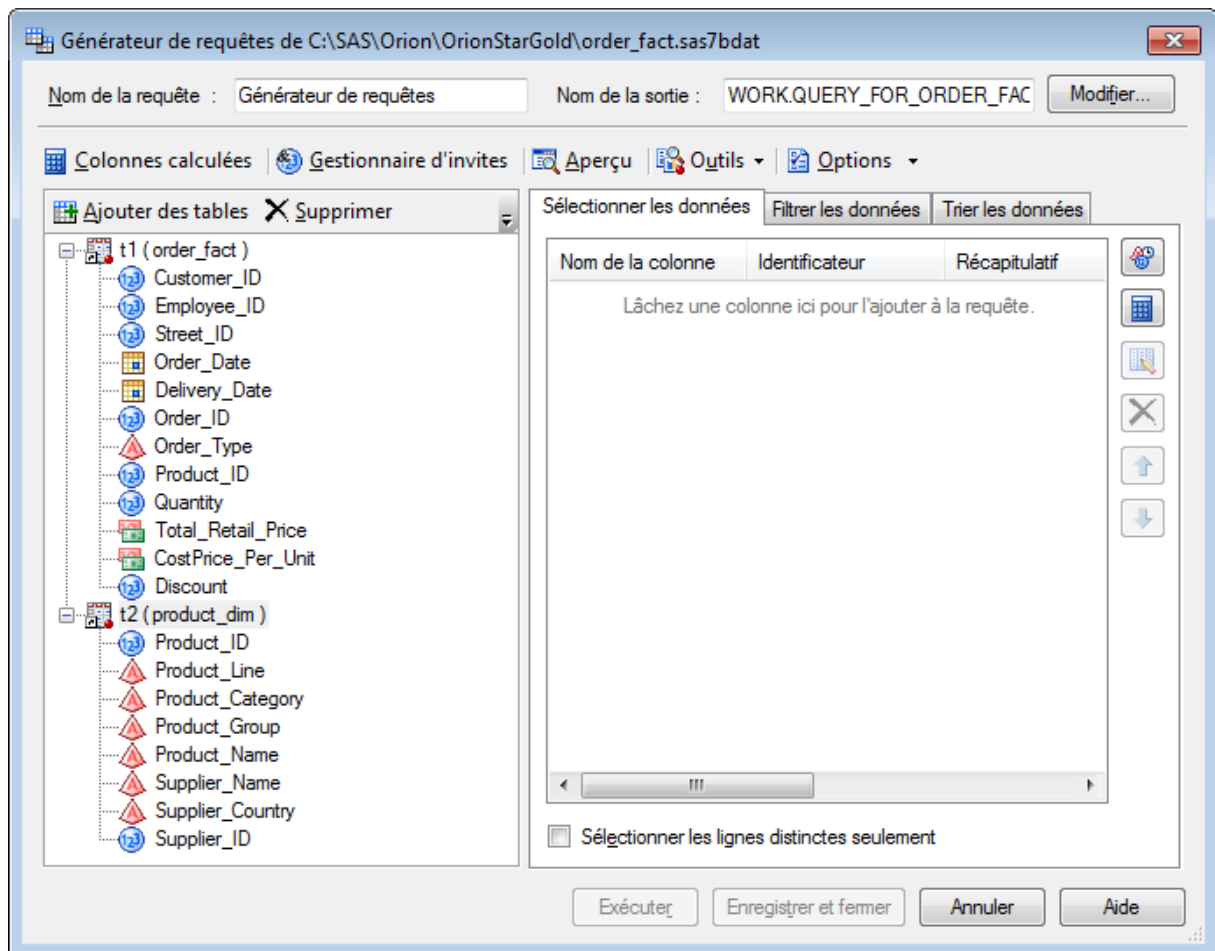 Générateur de requêtes de C:\SAS\Orion\OrionStarGold\order_fact.sas7bdat
Nom de la requête : Générateur de requêtes Nom de la sortie : WORK.QUERY_FOR_ORDER_FAC Modifier...
Colonnes calculées Gestionnaire d'invites Aperçu Outils Options
Ajouter des tables Supprimer
t1 ( order_fact )
Customer_ID
Employee_ID
Street_ID
Order_Date
Delivery_Date
Order_ID
Order_Type
Product_ID
Quantity
Total_Retail_Price
CostPrice_Per_Unit
Discount
t2 ( product_dim )
Product_ID
Product_Line
Product_Category
Product_Group
Product_Name
Supplier_Name
Supplier_Country
Supplier_ID
Sélectionner les données Filtrer les données Trier les données
Nom de la colonne Identificateur Récapitulatif
Lâchez une colonne ici pour l'ajouter à la requête.
Sélectionner les lignes distinctes seulement
Exécuter Enregistrer et fermer Annuler Aide